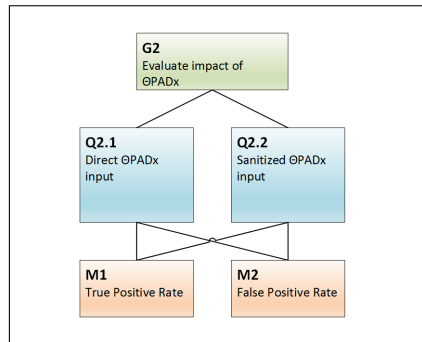 G2
Evaluate impact of
ΘPADx
Q2.1
Direct ΘPADx
input
Q2.2
Sanitized ΘPADx
input
M1
True Positive Rate
M2
False Positive Rate